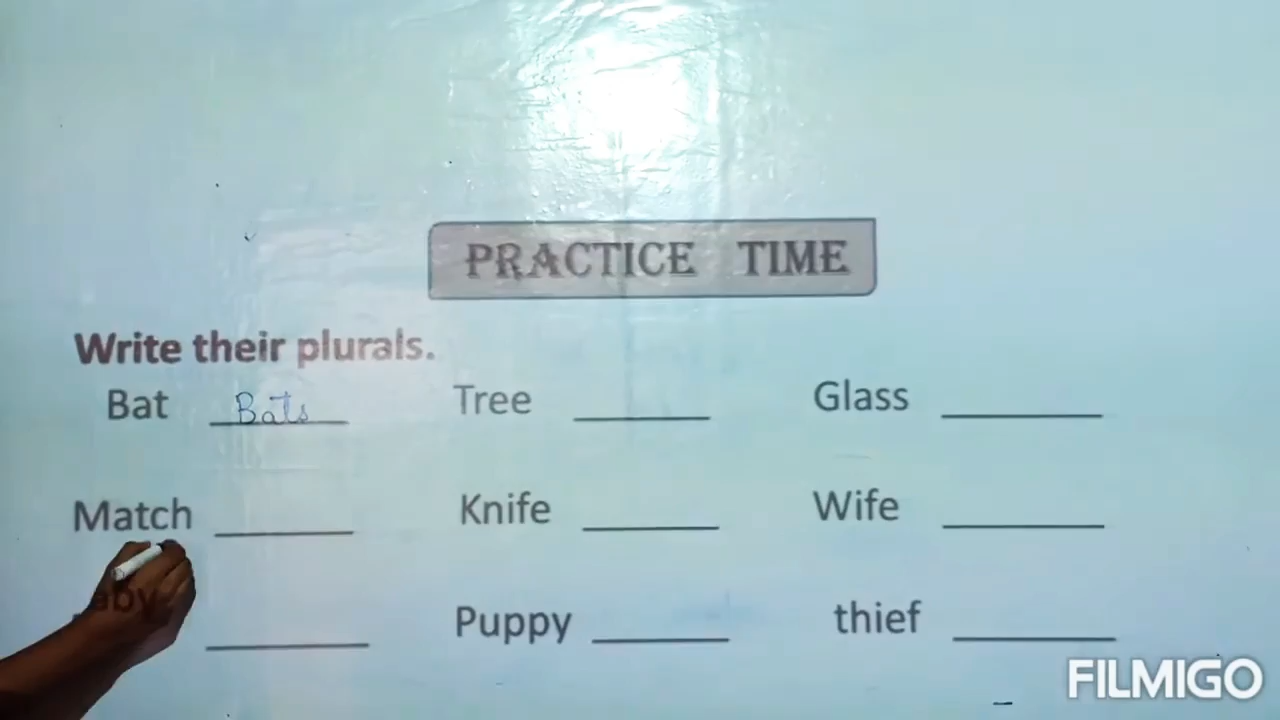 PRACTICE TIME
Write their plurals.
Bat Bats Tree Glass
Match Knife Wife
Puppy thief
FILMIGO